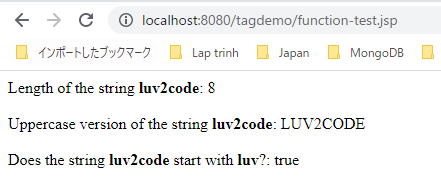 localhost:8080/tagdemo/function-test.jsp
インポートしたブックマーク Lap trinh Japan MongoDB
Length of the string luv2code: 8
Uppercase version of the string luv2code: LUV2CODE
Does the string luv2code start with luv?: true